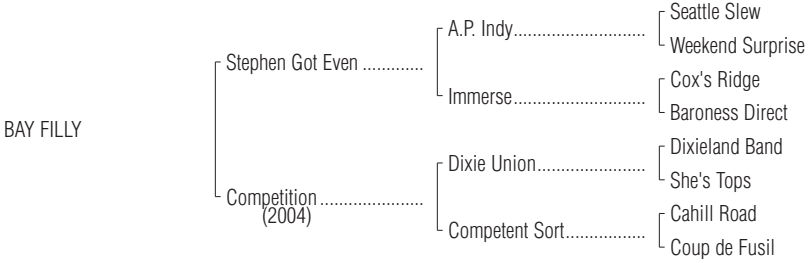 Seattle Slew
A.P. Indy..............................
Weekend Surprise
Stephen Got Even .............
Cox's Ridge
Immerse..............................
Baroness Direct
BAY FILLY
Dixieland Band
Dixie Union.........................
She's Tops
Competition ......................
(2004)
Cahill Road
Competent Sort..................
Coup de Fusil